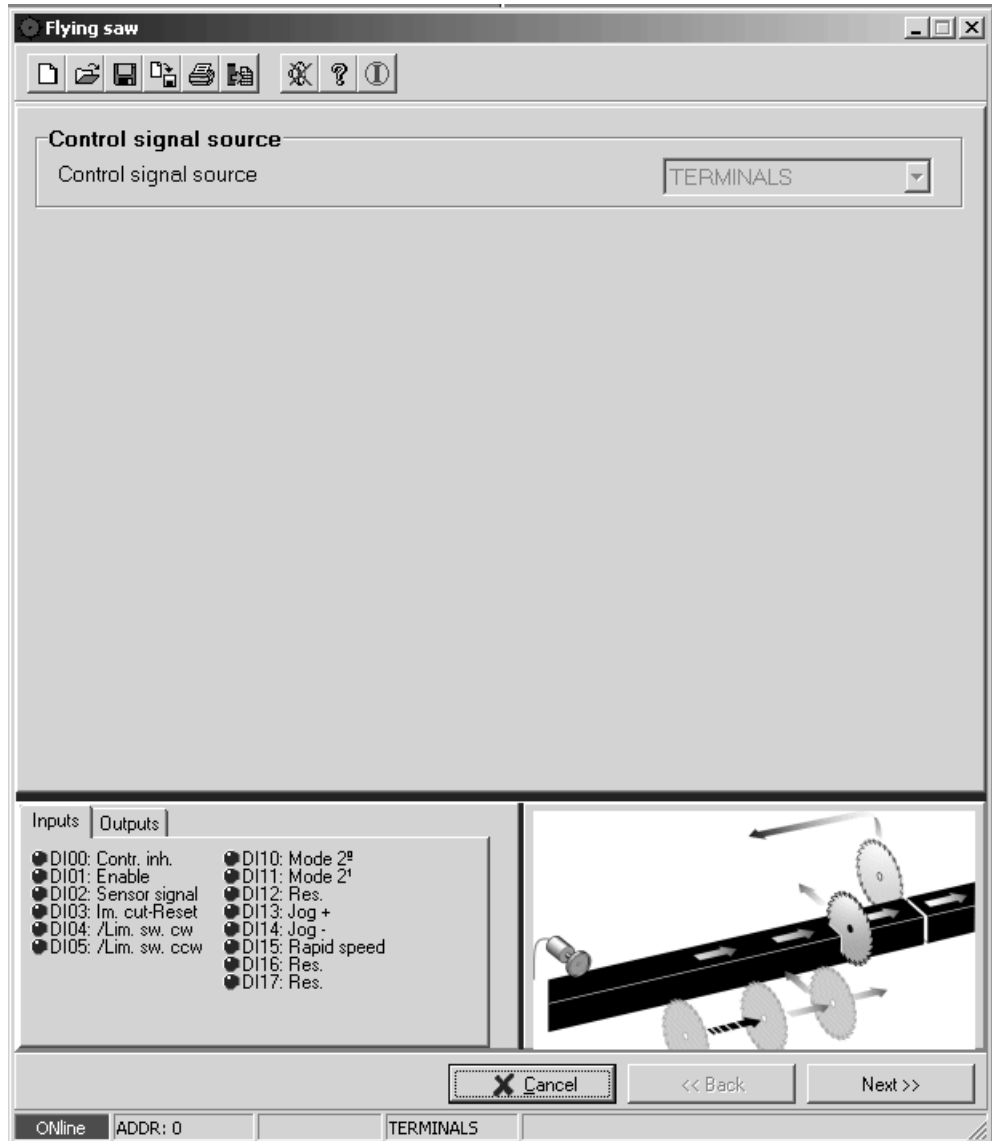 Flying saw
Control signal source
Control signal source
TERMINALS
Inputs
Outputs
DI00: Contr. inh.
DI01: Enable
DI02: Sensor signal
DI03: Im. cut-Reset
DI04: /Lim. sw. cw
DI05: /Lim. sw. ccw
DI10: Mode 2º
DI11: Mode 2¹
DI12: Res.
DI13: Jog +
DI14: Jog -
DI15: Rapid speed
DI16: Res.
DI17: Res.
Cancel
<< Back
Next >>
ONline
ADDR: 0
TERMINALS